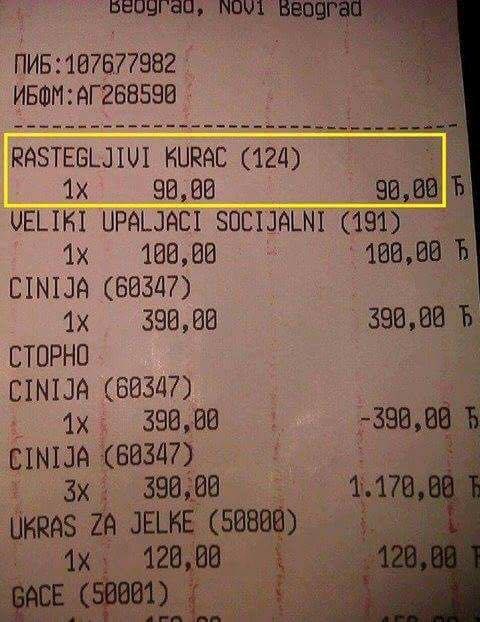 Beograd, Novi Beograd
ПИБ:107677982
ИБФМ:АГ268590
RASTEGLJIVI KURAC (124)
1x 90,00 90,00 Ђ
VELIKI UPALJACI SOCIJALNI (191)
1x 100,00 100,00 Ђ
CINIJA (60347)
1x 390,00 390,00 Ђ
СТОРНО
CINIJA (60347)
1x 390,00 -390,00 Ђ
CINIJA (60347)
3x 390,00 1.170,00 Ђ
UKRAS ZA JELKE (50800)
1x 120,00 120,00 Ђ
GACE (50001)